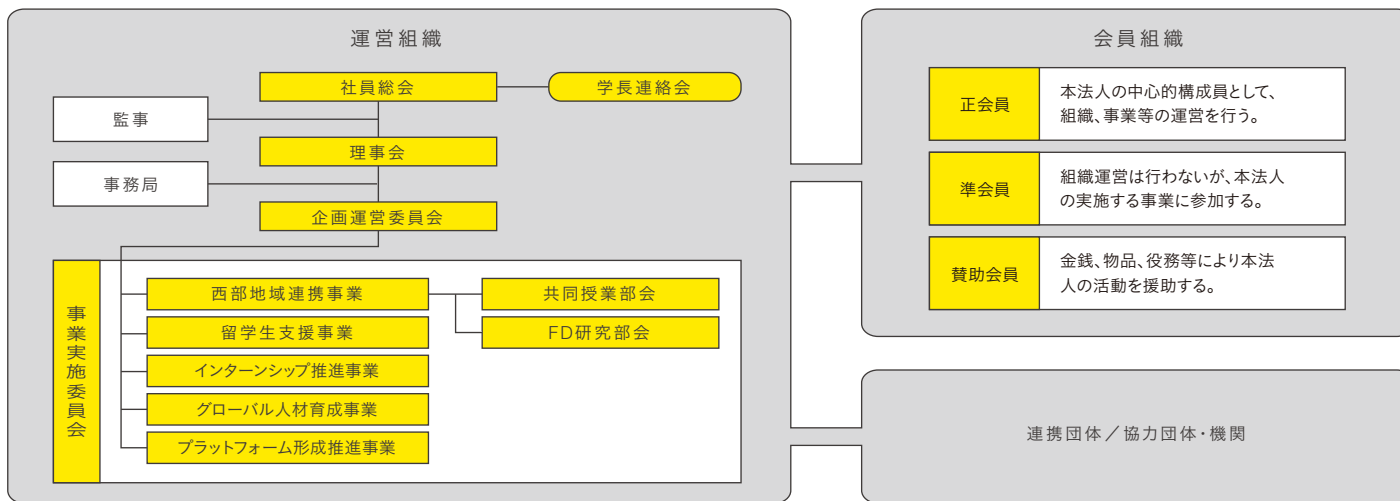 運営組織
社員総会
学長連絡会
監事
理事会
事務局
企画運営委員会
事業実施委員会
西部地域連携事業
共同授業部会
留学生支援事業
FD研究部会
インターンシップ推進事業
グローバル人材育成事業
プラットフォーム形成推進事業
会員組織
正会員
本法人の中心的構成員として、
組織、事業等の運営を行う。
準会員
組織運営は行わないが、本法人
の実施する事業に参加する。
賛助会員
金銭、物品、役務等により本法
人の活動を援助する。
連携団体／協力団体・機関